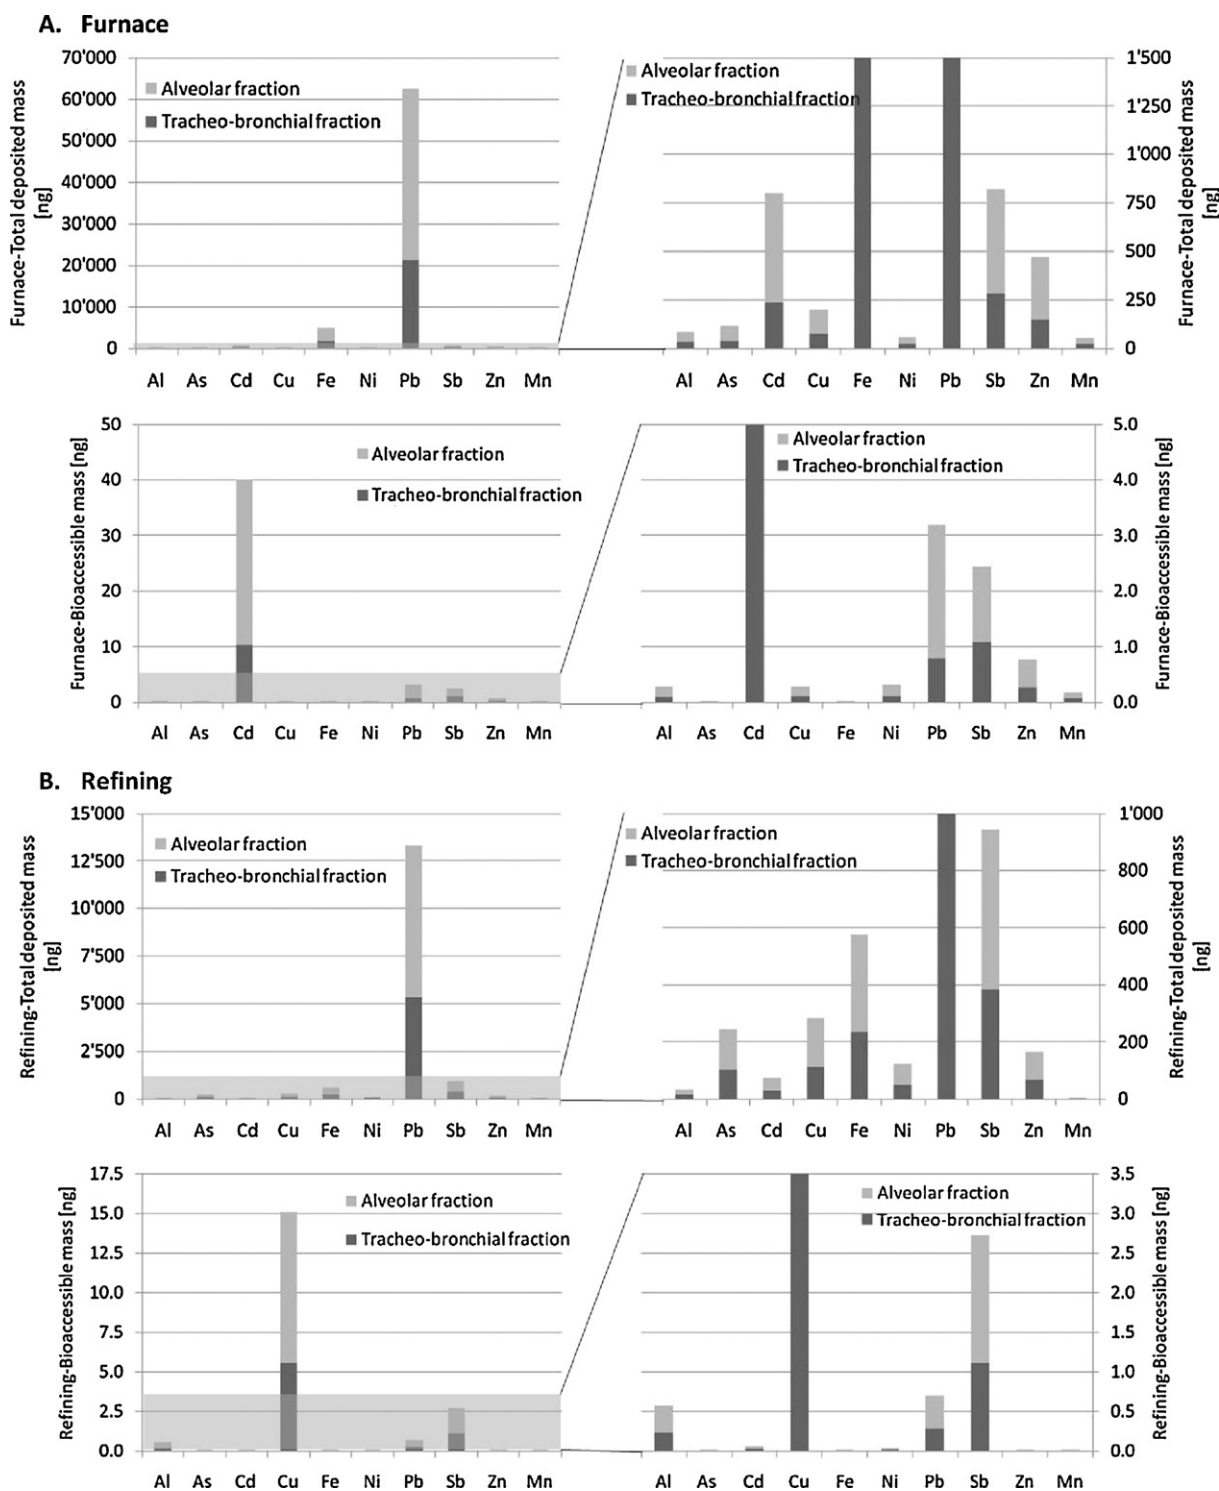 A. Furnace
Furnace-Total deposited mass
[ng]
70'000
60'000
50'000
40'000
30'000
20'000
10'000
0
Alveolar fraction
Tracheo-bronchial fraction
Al As Cd Cu Fe Ni Pb Sb Zn Mn
Alveolar fraction
Tracheo-bronchial fraction
1'500
1'250
1'000
750
500
250
0
Furnace-Total deposited mass
[ng]
Al As Cd Cu Fe Ni Pb Sb Zn Mn
Furnace-Bioaccessible mass [ng]
50
40
30
20
10
0
Alveolar fraction
Tracheo-bronchial fraction
Al As Cd Cu Fe Ni Pb Sb Zn Mn
Alveolar fraction
Tracheo-bronchial fraction
5.0
4.0
3.0
2.0
1.0
0.0
Furnace-Bioaccessible mass [ng]
Al As Cd Cu Fe Ni Pb Sb Zn Mn
B. Refining
Refining-Total deposited mass
[ng]
15'000
12'500
10'000
7'500
5'000
2'500
0
Alveolar fraction
Tracheo-bronchial fraction
Al As Cd Cu Fe Ni Pb Sb Zn Mn
Alveolar fraction
Tracheo-bronchial fraction
1'000
800
600
400
200
0
Refining-Total deposited mass
[ng]
Al As Cd Cu Fe Ni Pb Sb Zn Mn
Refining-Bioaccessible mass [ng]
17.5
15.0
12.5
10.0
7.5
5.0
2.5
0.0
Alveolar fraction
Tracheo-bronchial fraction
Al As Cd Cu Fe Ni Pb Sb Zn Mn
Alveolar fraction
Tracheo-bronchial fraction
3.5
3.0
2.5
2.0
1.5
1.0
0.5
0.0
Refining-Bioaccessible mass [ng]
Al As Cd Cu Fe Ni Pb Sb Zn Mn